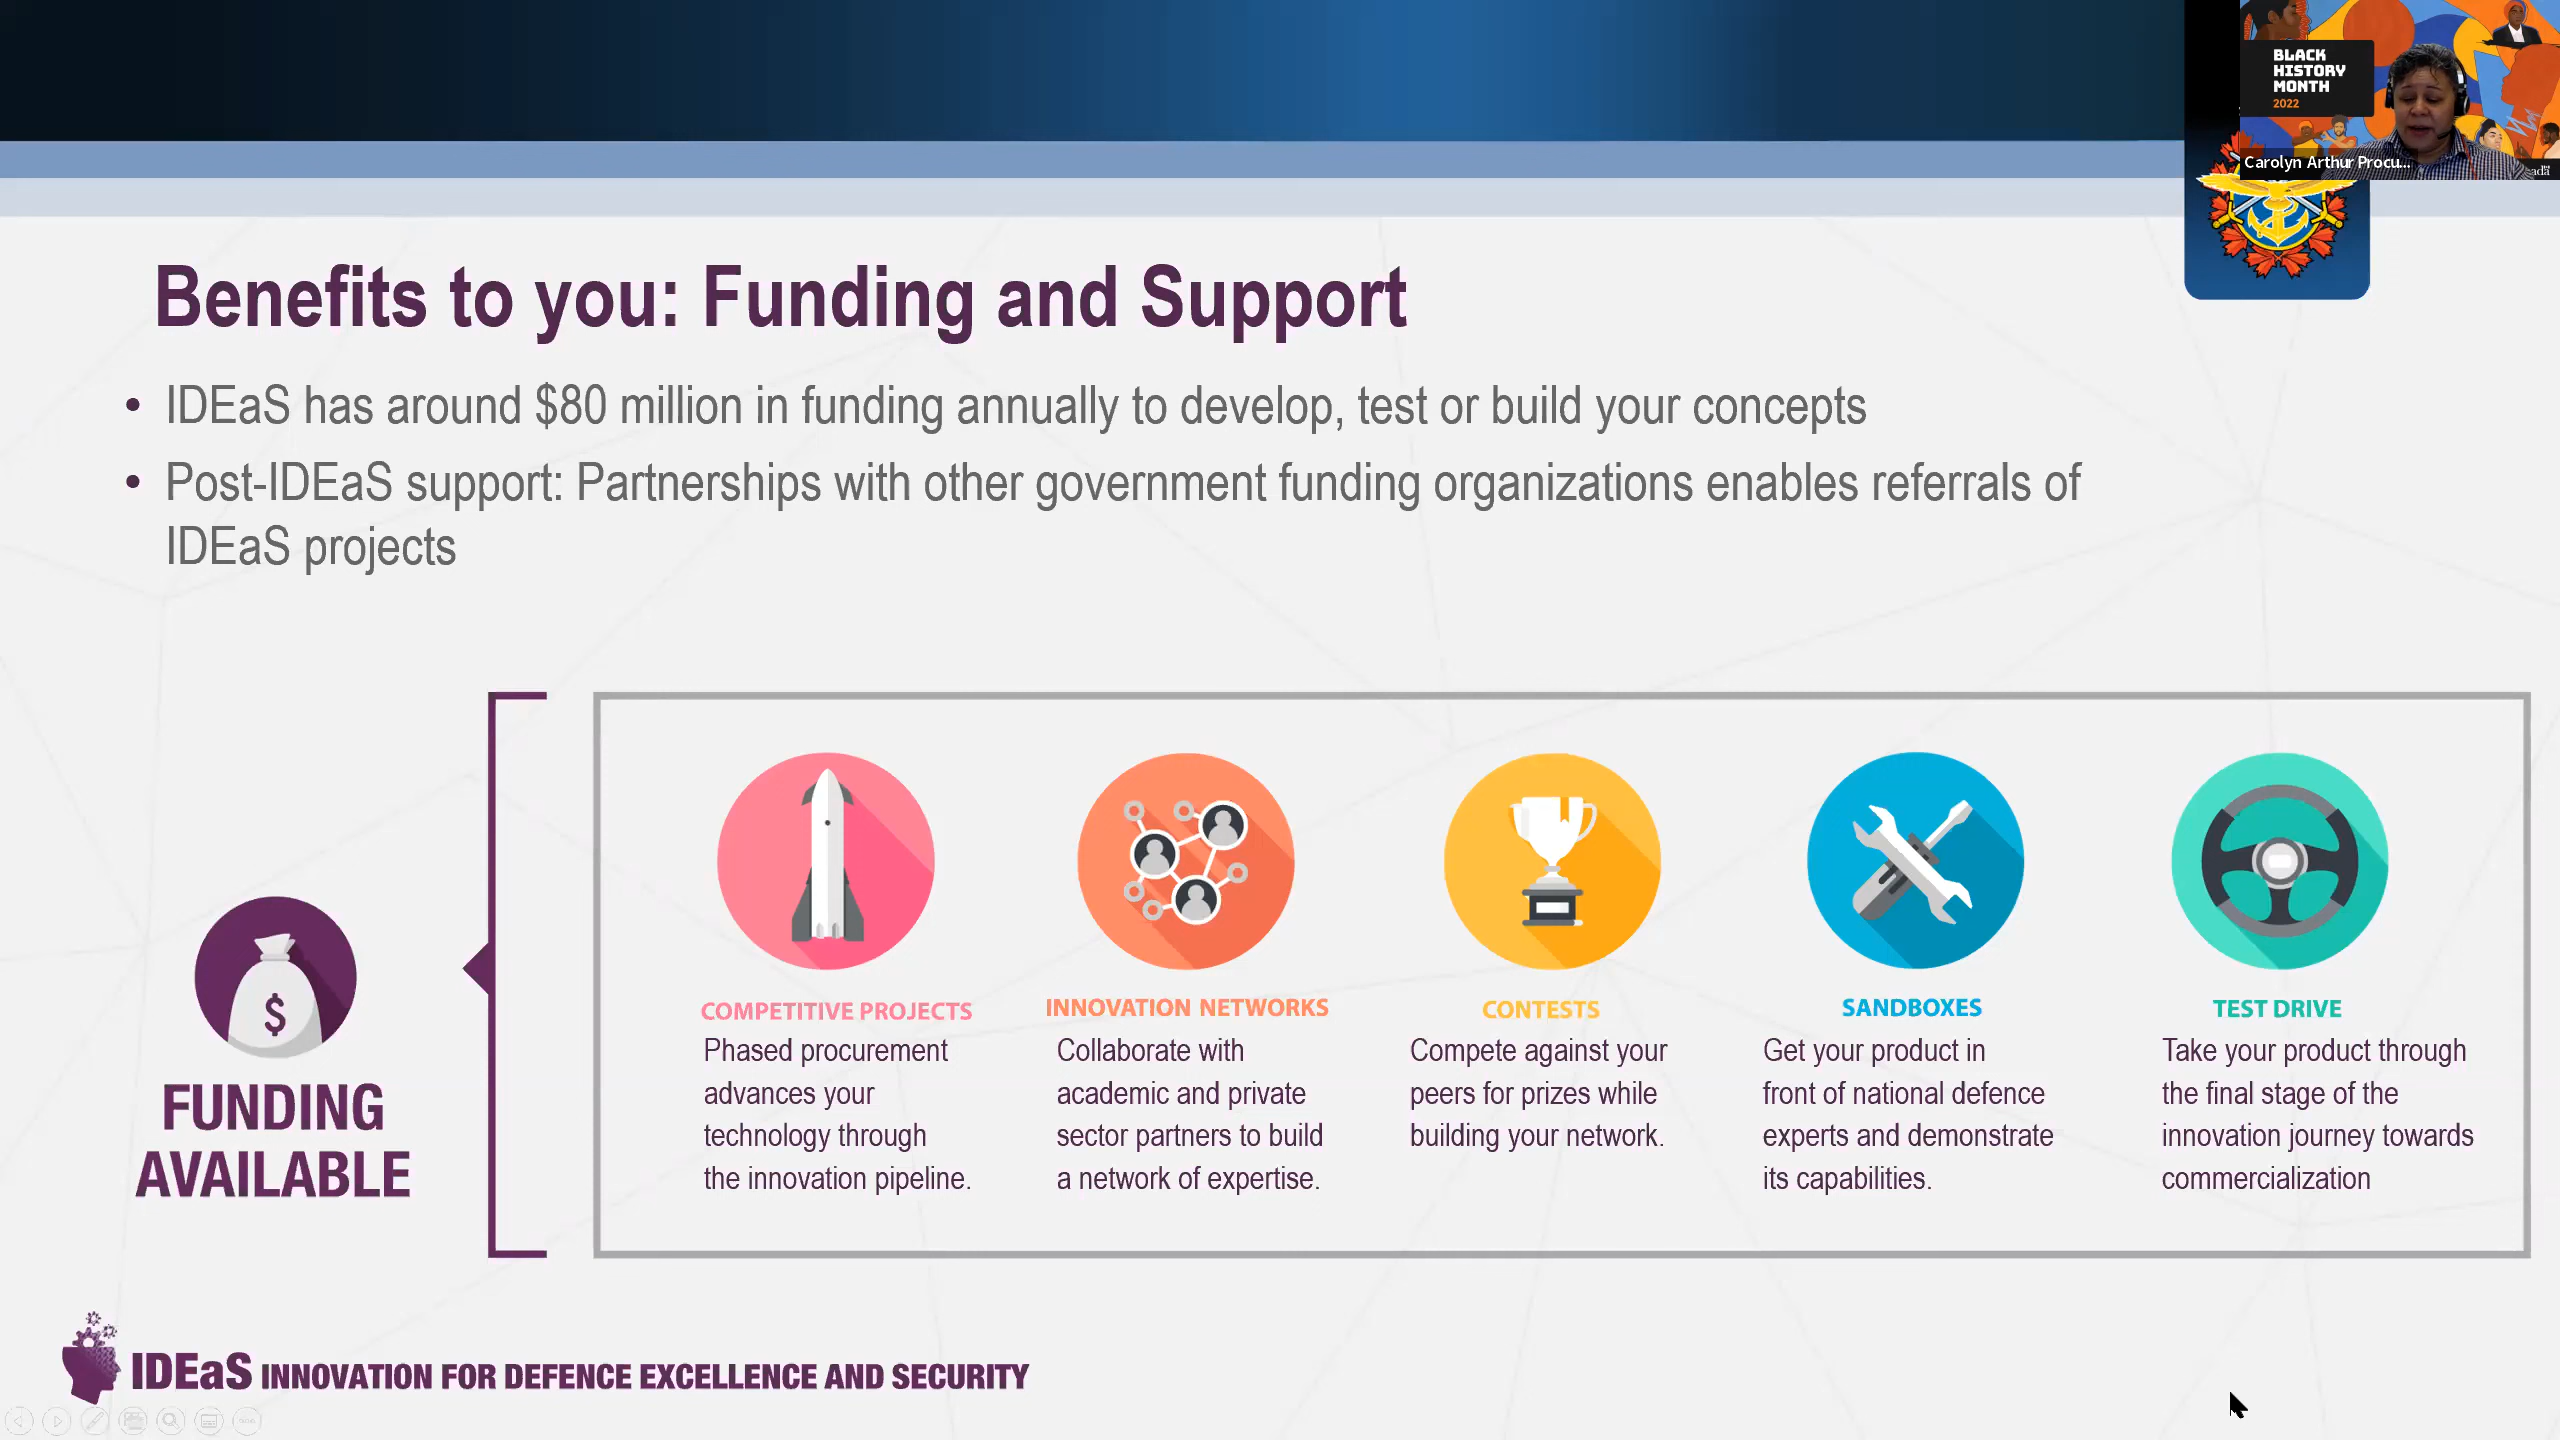 BLACK
HISTORY
MONTH
2022
Carolyn Arthur Procu...
Benefits to you: Funding and Support
• IDEaS has around $80 million in funding annually to develop, test or build your concepts
• Post-IDEaS support: Partnerships with other government funding organizations enables referrals of
IDEaS projects
$
FUNDING
AVAILABLE
COMPETITIVE PROJECTS
Phased procurement
advances your
technology through
the innovation pipeline.
INNOVATION NETWORKS
Collaborate with
academic and private
sector partners to build
a network of expertise.
CONTESTS
Compete against your
peers for prizes while
building your network.
SANDBOXES
Get your product in
front of national defence
experts and demonstrate
its capabilities.
TEST DRIVE
Take your product through
the final stage of the
innovation journey towards
commercialization
IDEaS INNOVATION FOR DEFENCE EXCELLENCE AND SECURITY